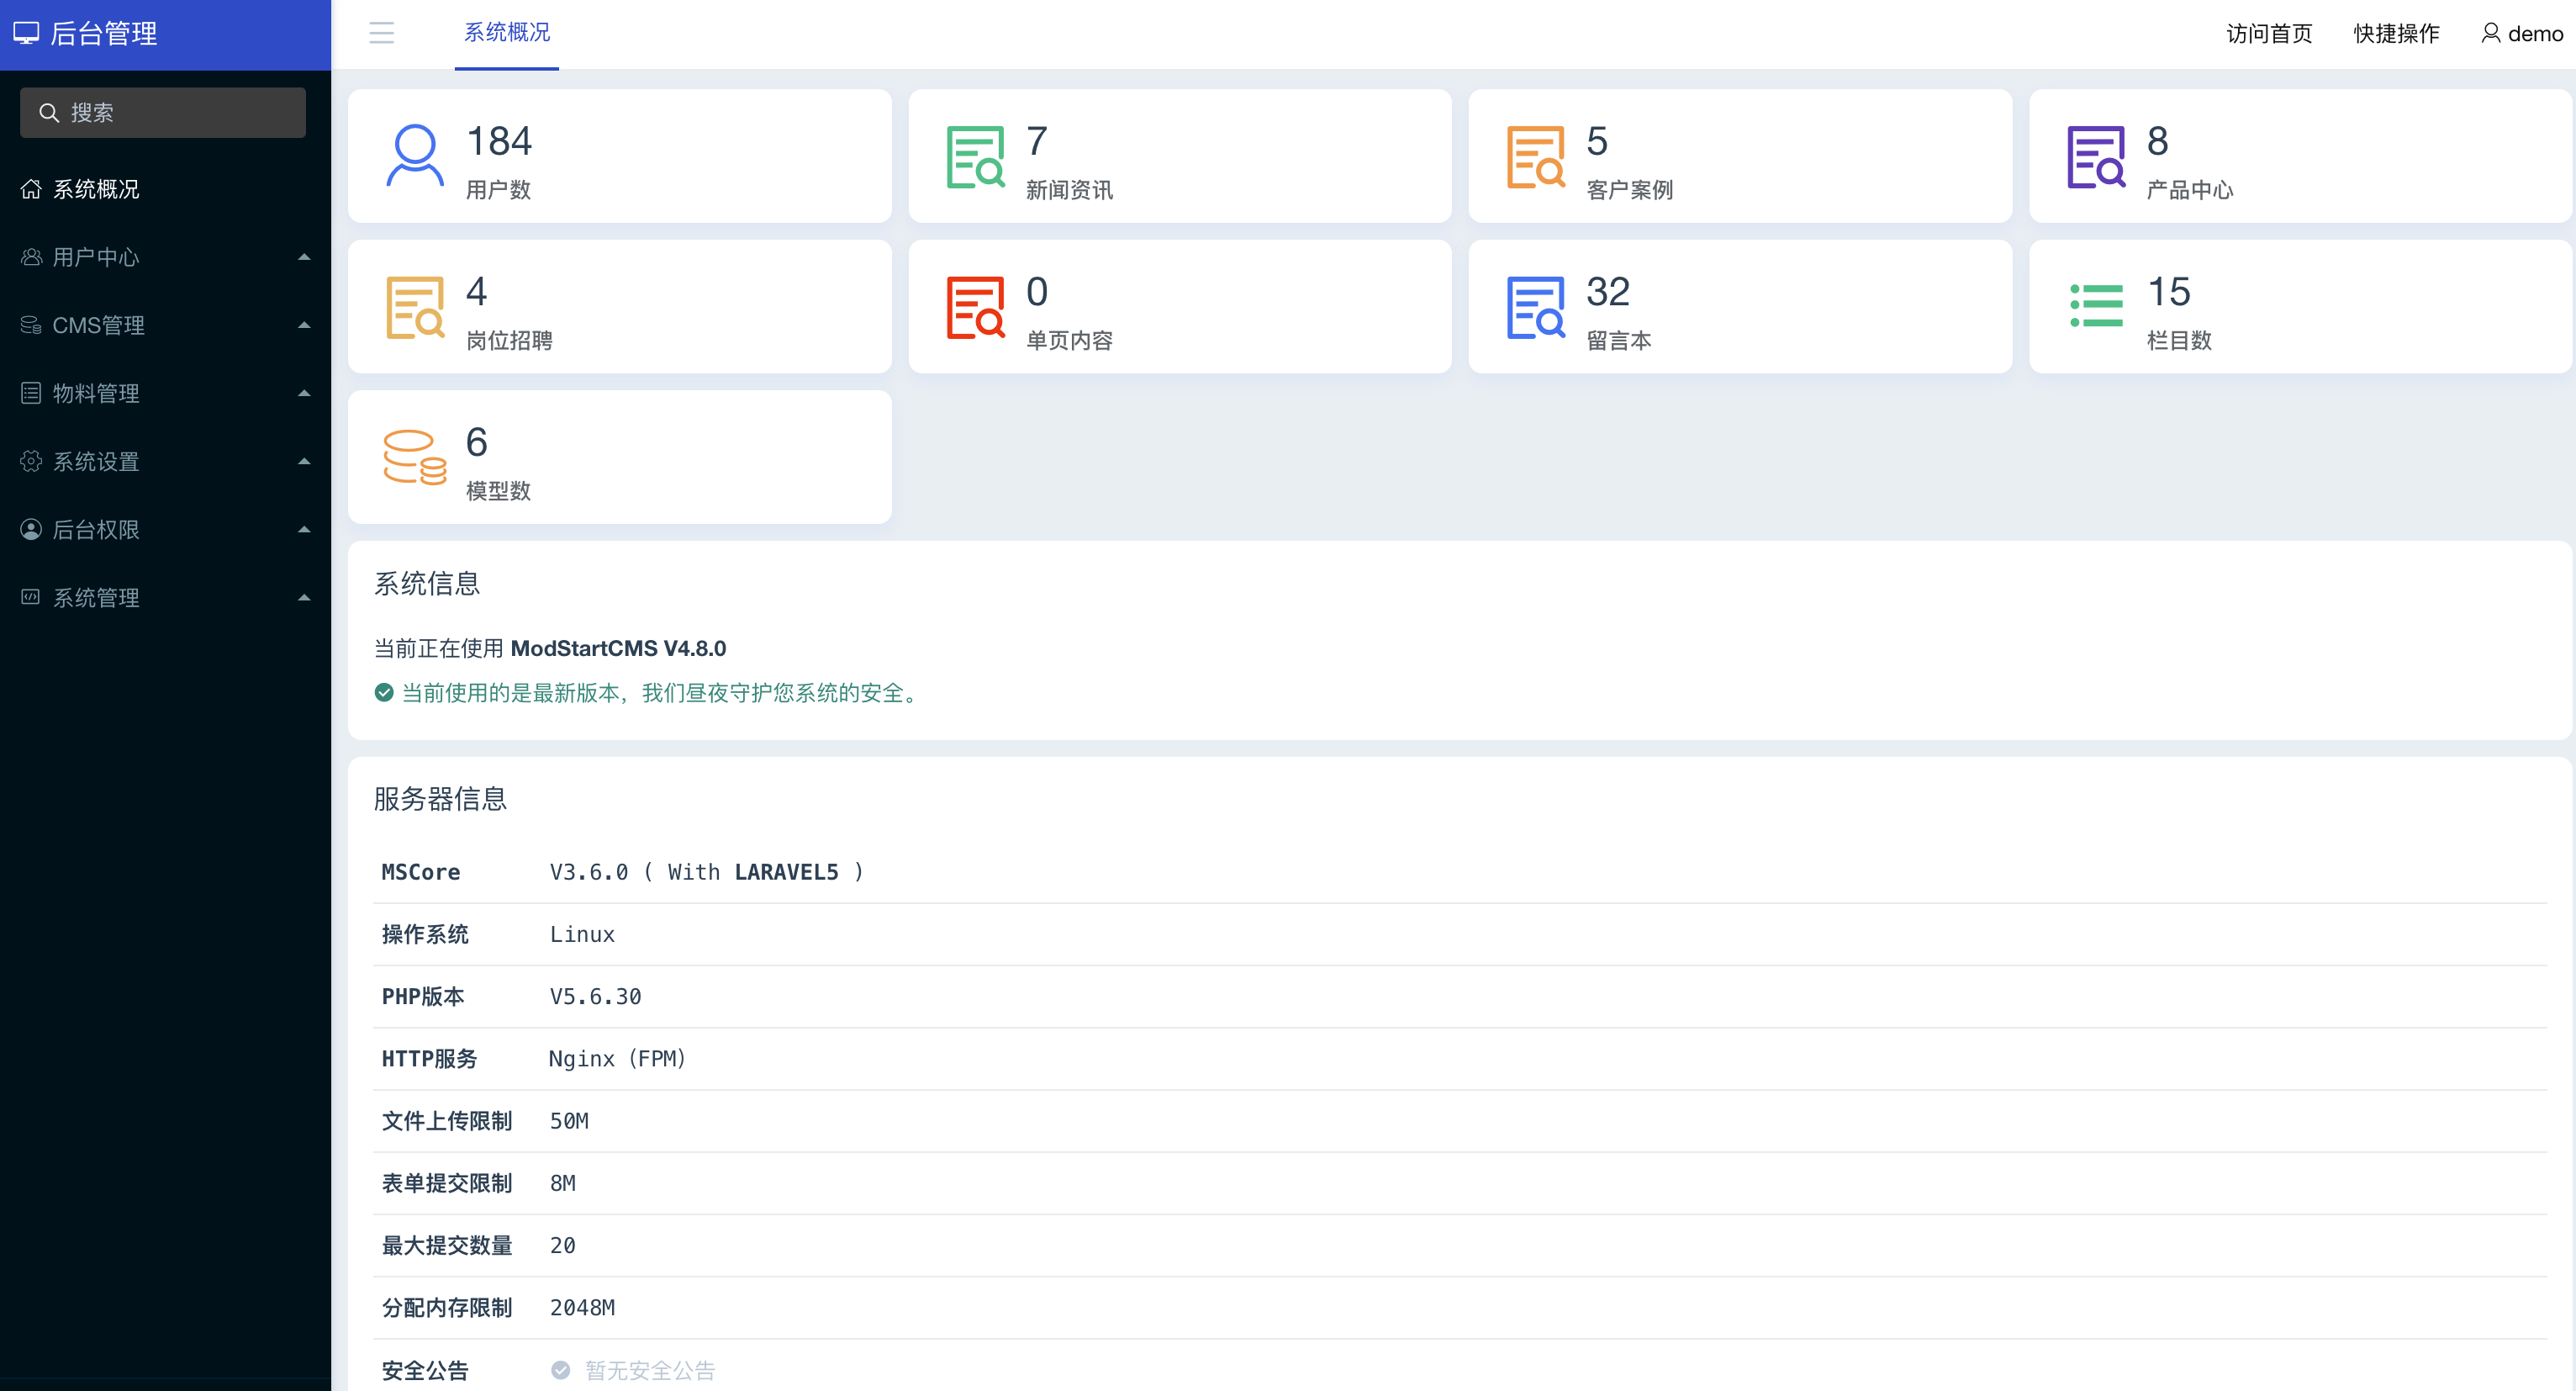 后台管理
系统概况
访问首页
快捷操作
demo
搜索
系统概况
用户中心
CMS管理
物料管理
系统设置
后台权限
系统管理
184
用户数
7
新闻资讯
5
客户案例
8
产品中心
4
岗位招聘
0
单页内容
32
留言本
15
栏目数
6
模型数
系统信息
当前正在使用 ModStartCMS V4.8.0
当前使用的是最新版本，我们昼夜守护您系统的安全。
服务器信息
MSCore V3.6.0 ( With LARAVEL5 )
操作系统 Linux
PHP版本 V5.6.30
HTTP服务 Nginx（FPM）
文件上传限制 50M
表单提交限制 8M
最大提交数量 20
分配内存限制 2048M
安全公告 暂无安全公告